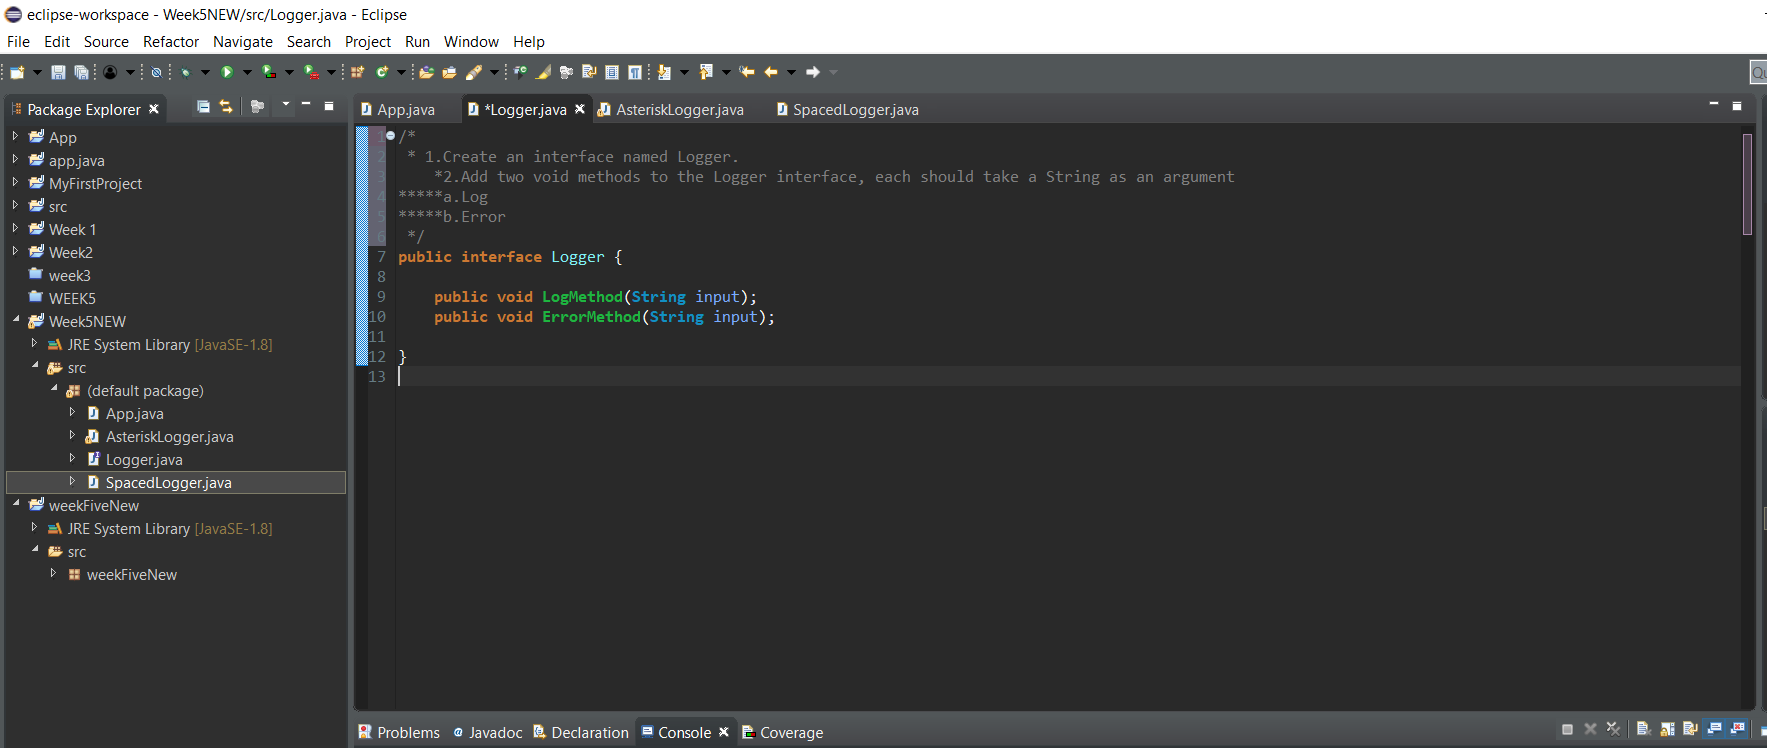 eclipse-workspace - Week5NEW/src/Logger.java - Eclipse
File Edit Source Refactor Navigate Search Project Run Window Help
Qu
Package Explorer
App
app.java
MyFirstProject
src
Week 1
Week2
week3
WEEK5
Week5NEW
JRE System Library [JavaSE-1.8]
src
(default package)
App.java
AsteriskLogger.java
Logger.java
SpacedLogger.java
weekFiveNew
JRE System Library [JavaSE-1.8]
src
weekFiveNew
App.java *Logger.java AsteriskLogger.java SpacedLogger.java
1 /*
2 * 1.Create an interface named Logger.
3 *2.Add two void methods to the Logger interface, each should take a String as an argument
4 *****a.Log
5 *****b.Error
6 */
7 public interface Logger {
8
9 public void LogMethod(String input);
10 public void ErrorMethod(String input);
11
12 }
13
Problems @ Javadoc Declaration Console Coverage